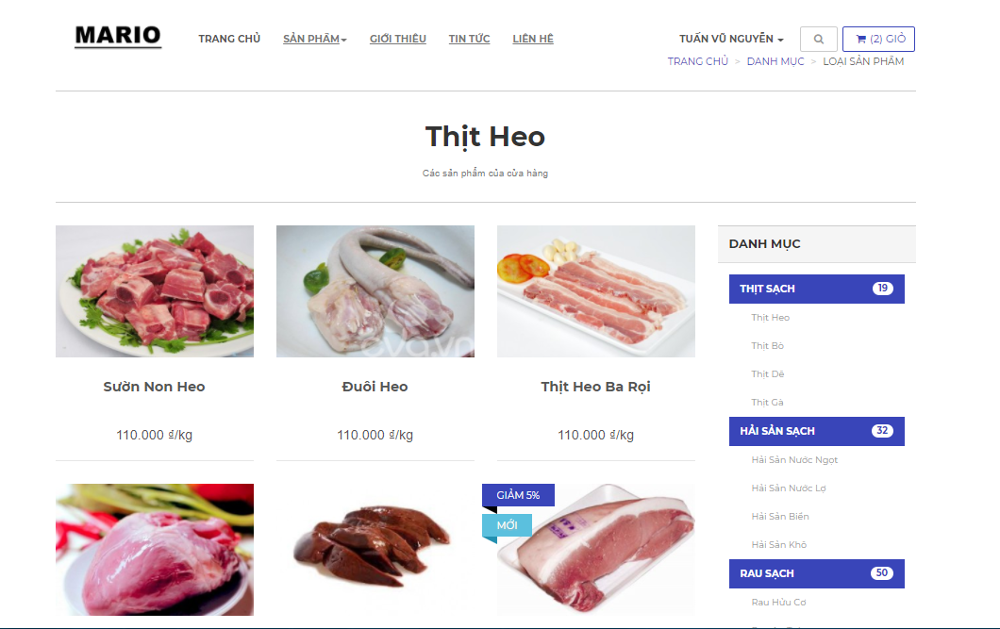 MARIO
TRANG CHỦ
SẢN PHẨM
GIỚI THIỆU
TIN TỨC
LIÊN HỆ
TUẤN VŨ NGUYỄN
(2) GIỎ
TRANG CHỦ > DANH MỤC > LOẠI SẢN PHẨM
Thịt Heo
Các sản phẩm của cửa hàng
Sườn Non Heo
110.000 ₫/kg
Đuôi Heo
110.000 ₫/kg
Thịt Heo Ba Rọi
110.000 ₫/kg
GIẢM 5%
MỚI
DANH MỤC
THỊT SẠCH 19
Thịt Heo
Thịt Bò
Thịt Dê
Thịt Gà
HẢI SẢN SẠCH 32
Hải Sản Nước Ngọt
Hải Sản Nước Lợ
Hải Sản Biển
Hải Sản Khô
RAU SẠCH 50
Rau Hữu Cơ